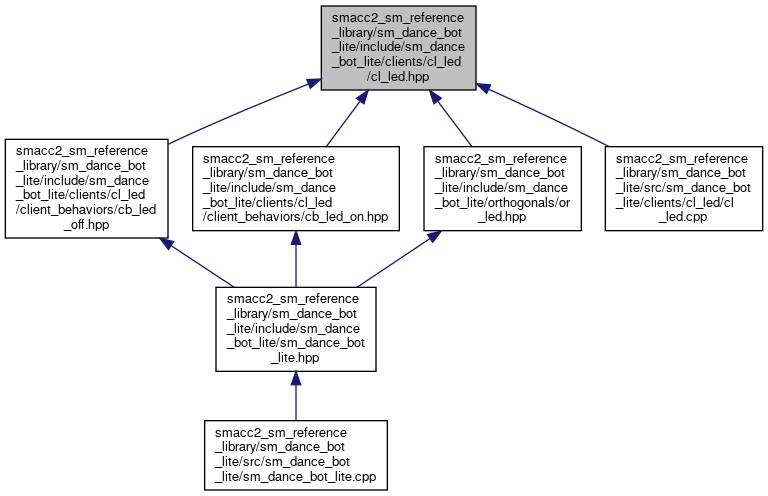 smacc2_sm_reference
_library/sm_dance_bot
_lite/include/sm_dance
_bot_lite/clients/cl_led
/cl_led.hpp
smacc2_sm_reference
_library/sm_dance_bot
_lite/include/sm_dance
_bot_lite/clients/cl_led
/client_behaviors/cb_led
_off.hpp
smacc2_sm_reference
_library/sm_dance_bot
_lite/include/sm_dance
_bot_lite/clients/cl_led
/client_behaviors/cb_led_on.hpp
smacc2_sm_reference
_library/sm_dance_bot
_lite/include/sm_dance
_bot_lite/orthogonals/or
_led.hpp
smacc2_sm_reference
_library/sm_dance_bot
_lite/src/sm_dance_bot
_lite/clients/cl_led/cl
_led.cpp
smacc2_sm_reference
_library/sm_dance_bot
_lite/include/sm_dance
_bot_lite/sm_dance_bot
_lite.hpp
smacc2_sm_reference
_library/sm_dance_bot
_lite/src/sm_dance_bot
_lite/sm_dance_bot_lite.cpp